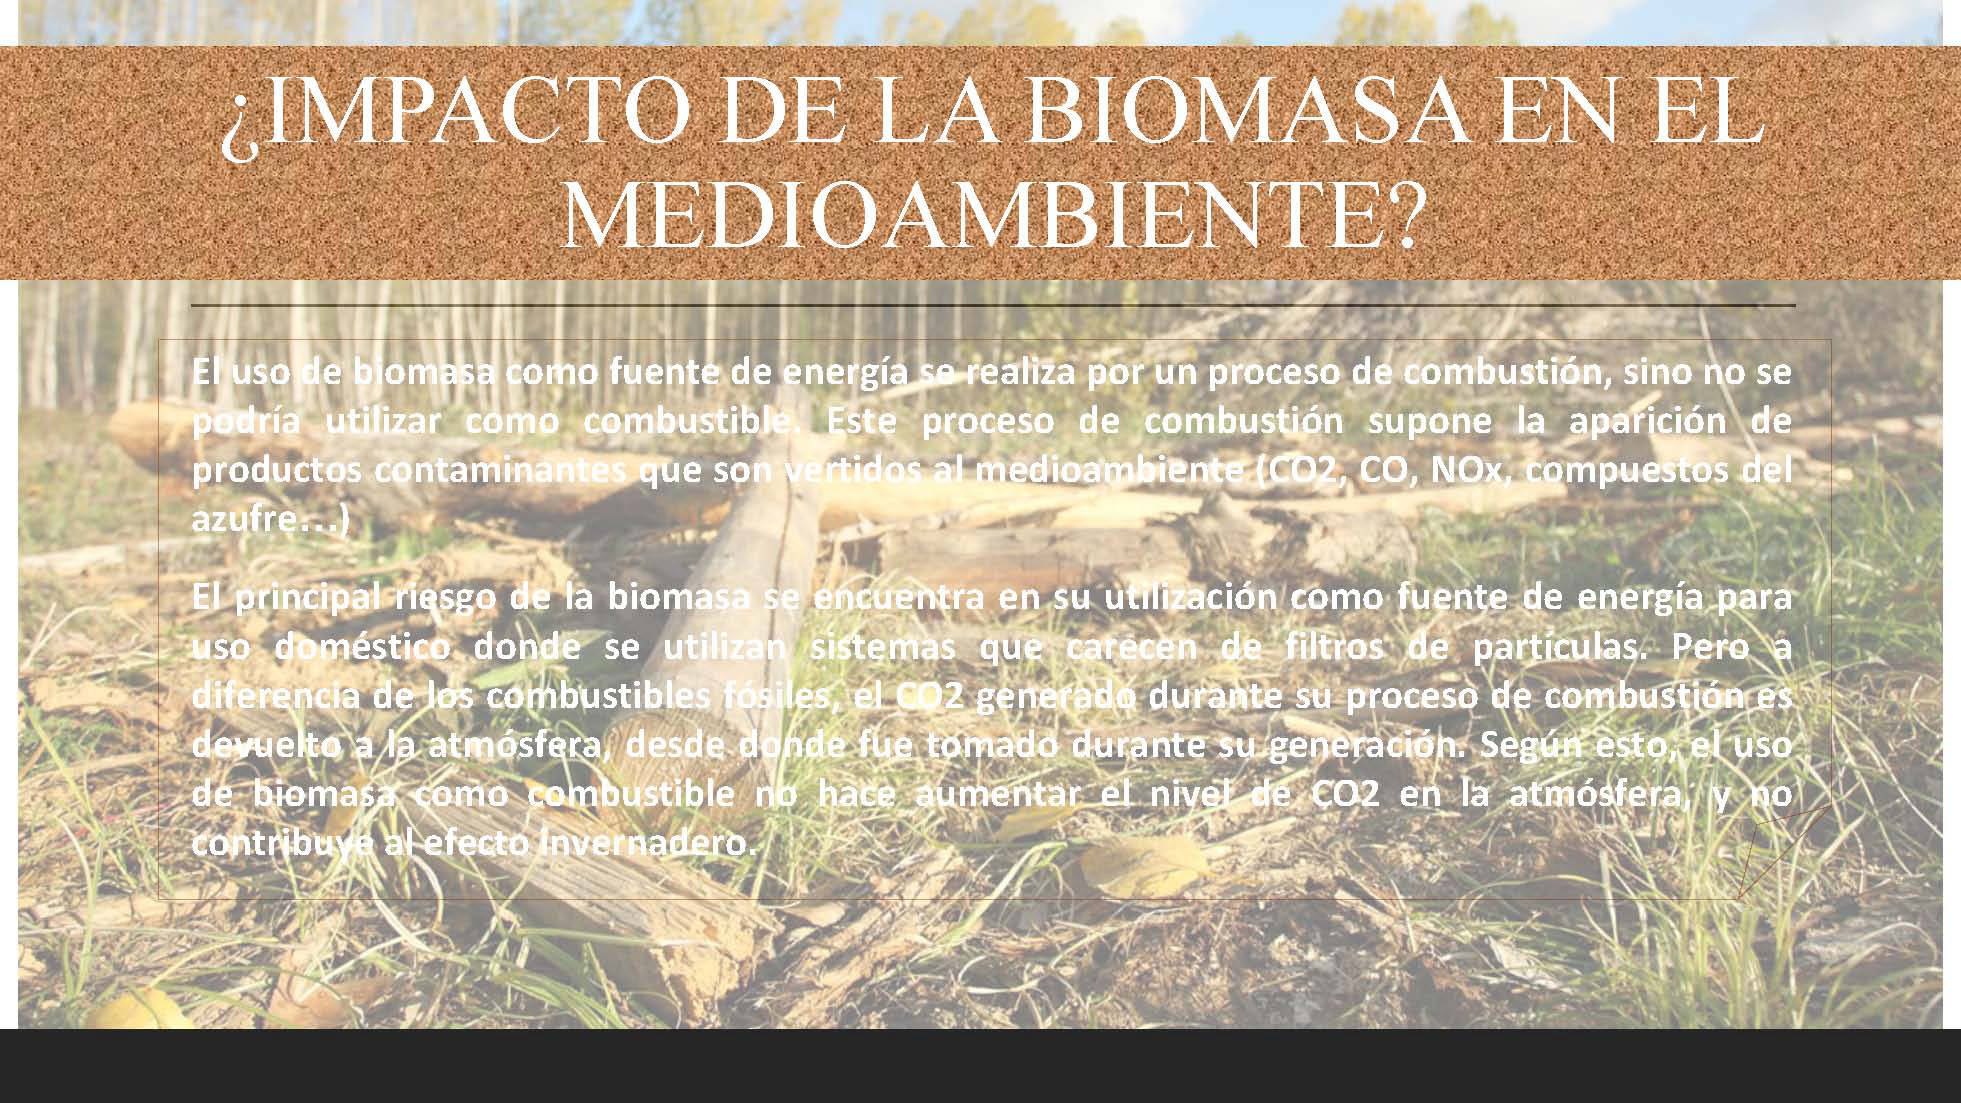 ¿IMPACTO DE LA BIOMASA EN EL
MEDIOAMBIENTE?
El uso de biomasa como fuente de energía se realiza por un proceso de combustión, sino no se
podría utilizar como combustible. Este proceso de combustión supone la aparición de
productos contaminantes que son vertidos al medioambiente (CO2, CO, NOx, compuestos del
azufre…)
El principal riesgo de la biomasa se encuentra en su utilización como fuente de energía para
uso doméstico donde se utilizan sistemas que carecen de filtros de partículas. Pero a
diferencia de los combustibles fósiles, el CO2 generado durante su proceso de combustión es
devuelto a la atmósfera, desde donde fue tomado durante su generación. Según esto, el uso
de biomasa como combustible no hace aumentar el nivel de CO2 en la atmósfera, y no
contribuye al efecto invernadero.